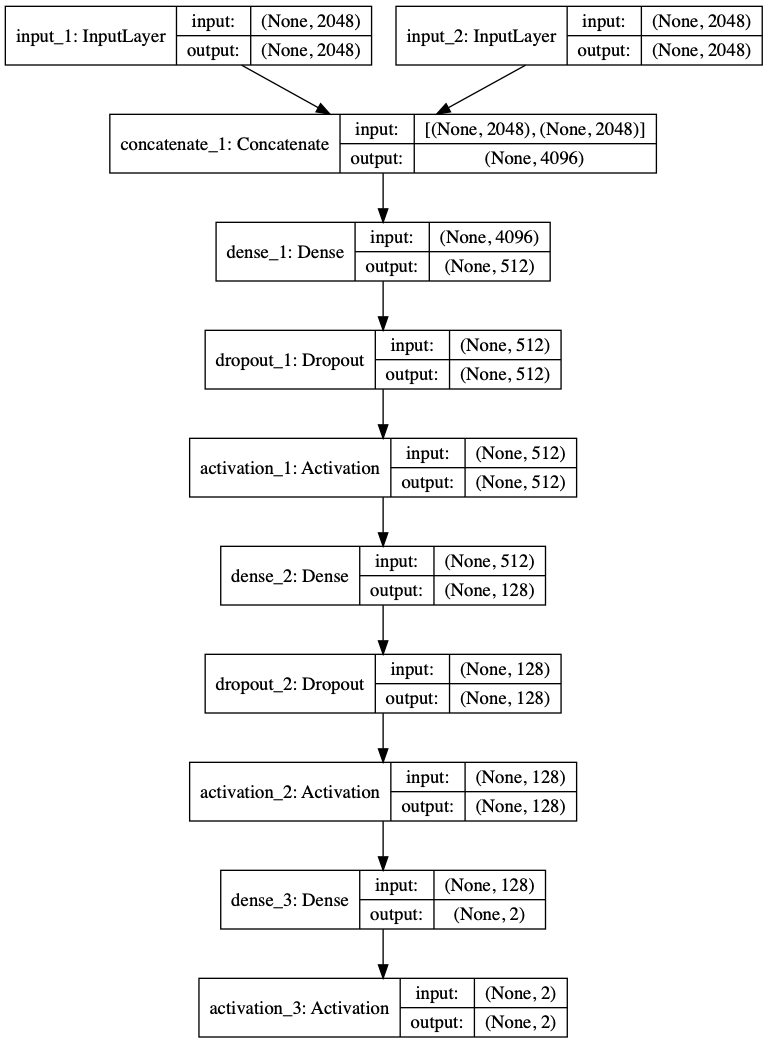 input_1: InputLayer
input:
(None, 2048)
output:
(None, 2048)
input_2: InputLayer
input:
(None, 2048)
output:
(None, 2048)
concatenate_1: Concatenate
input:
[(None, 2048), (None, 2048)]
output:
(None, 4096)
dense_1: Dense
input:
(None, 4096)
output:
(None, 512)
dropout_1: Dropout
input:
(None, 512)
output:
(None, 512)
activation_1: Activation
input:
(None, 512)
output:
(None, 512)
dense_2: Dense
input:
(None, 512)
output:
(None, 128)
dropout_2: Dropout
input:
(None, 128)
output:
(None, 128)
activation_2: Activation
input:
(None, 128)
output:
(None, 128)
dense_3: Dense
input:
(None, 128)
output:
(None, 2)
activation_3: Activation
input:
(None, 2)
output:
(None, 2)